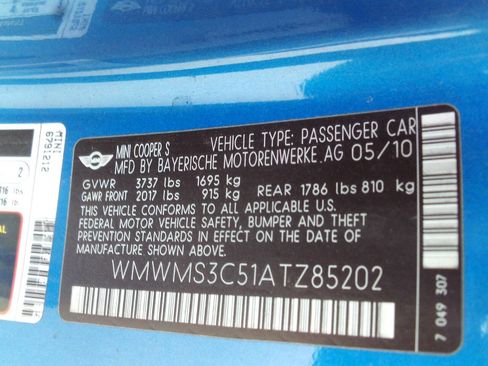 MINI
6791212
2
MINI COOPER S VEHICLE TYPE: PASSENGER CAR
MFD BY BAYERISCHE MOTORENWERKE AG 05/10
GVWR 3737 lbs 1695 kg
GAWR FRONT 2017 lbs 915 kg REAR 1786 lbs 810 kg
THIS VEHICLE CONFORMS TO ALL APPLICABLE U.S.
FEDERAL MOTOR VEHICLE SAFETY, BUMPER AND THEFT
PREVENTION STANDARDS IN EFFECT ON THE DATE OF
MANUFACTURE SHOWN ABOVE.
WMWMS3C51ATZ85202
7 049 307